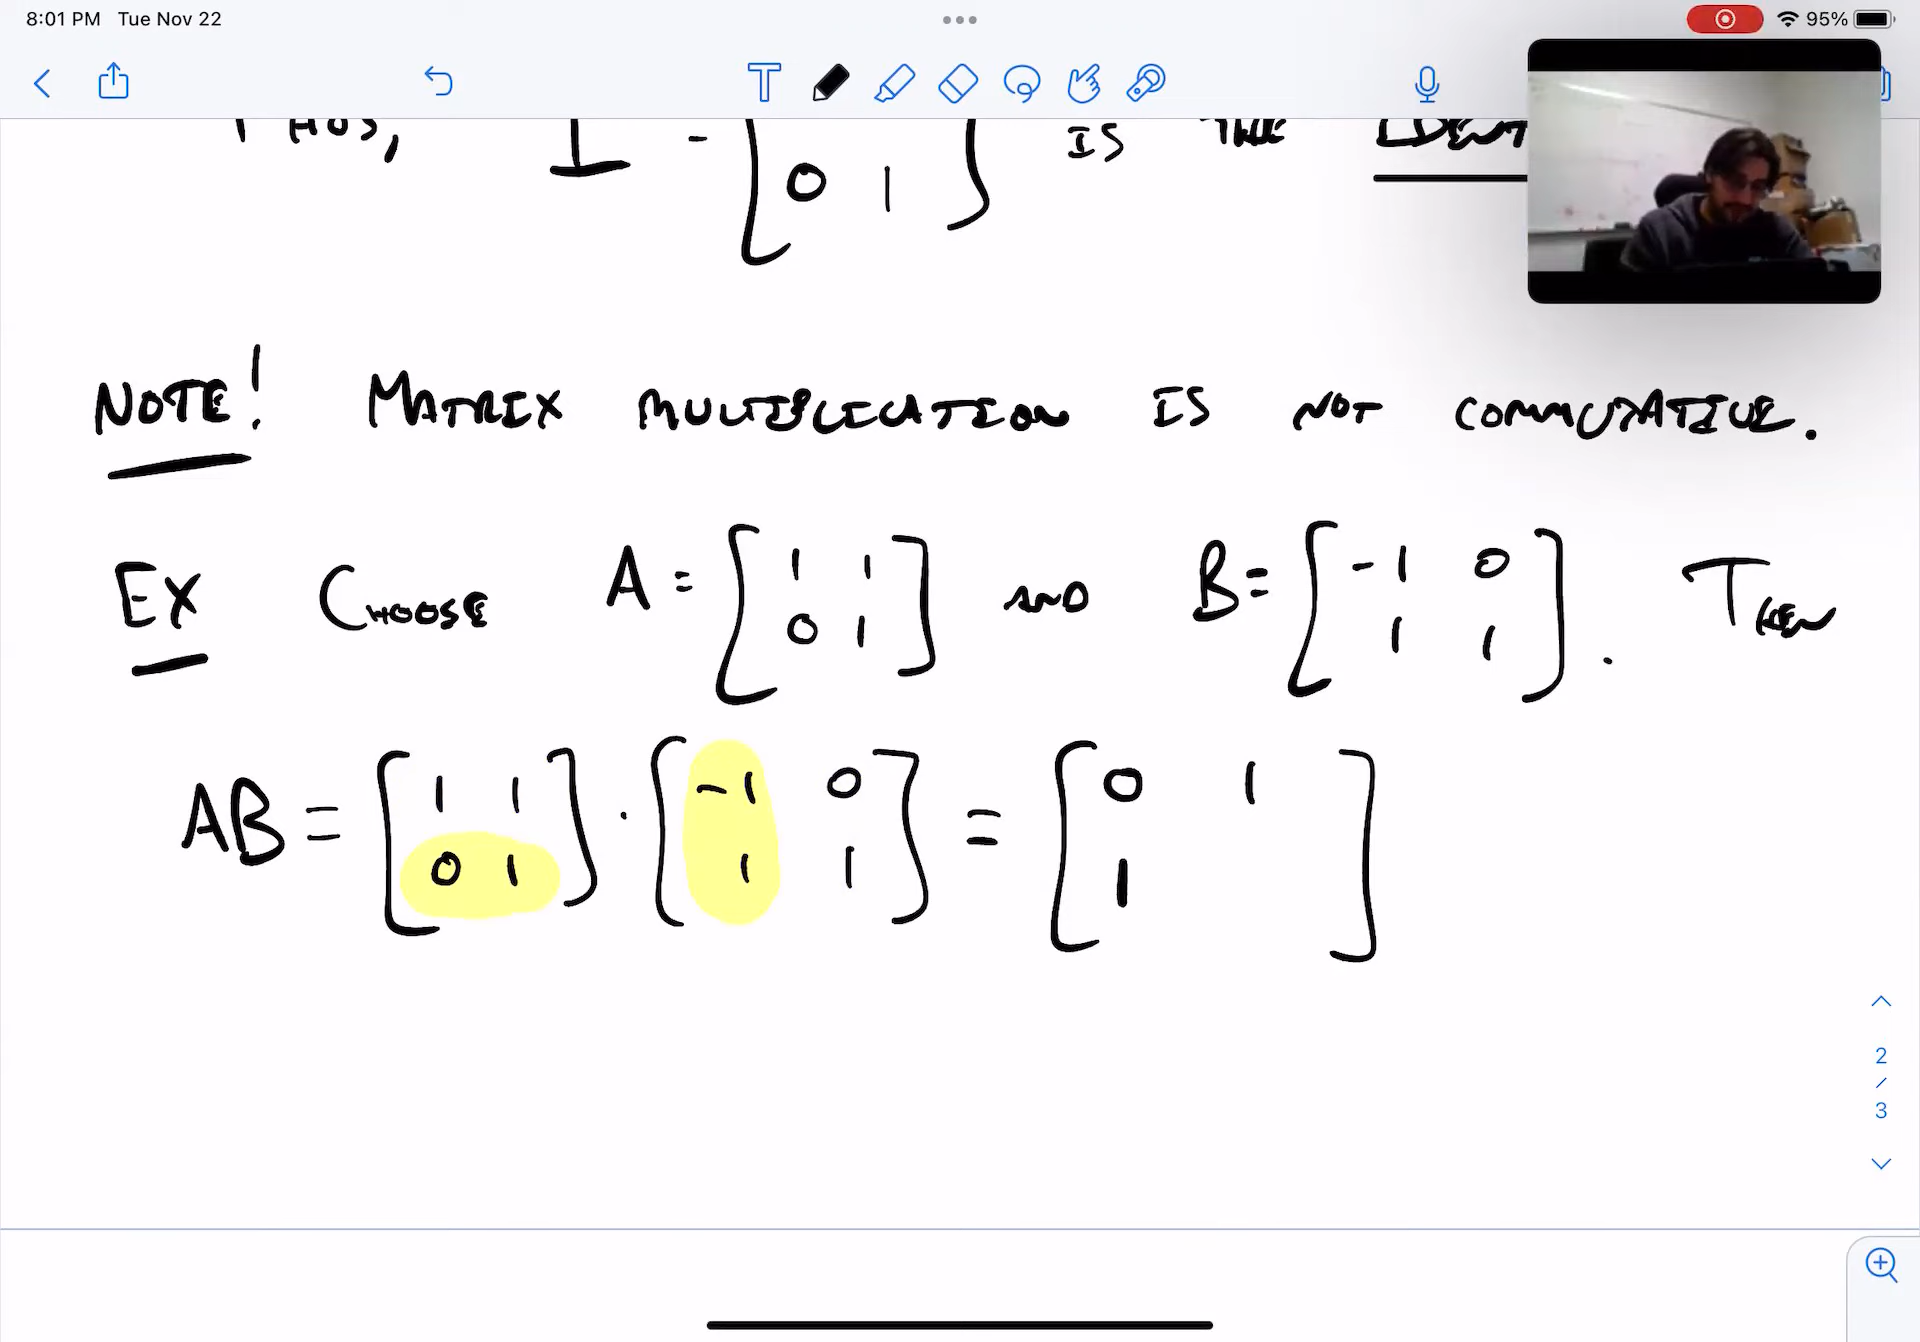 8:01 PM Tue Nov 22
95%
THUS, I = [
0 1 ] IS THE IDENT
NOTE! MATRIX MULTIPLICATION IS NOT COMMUTATIVE.
EX CHOOSE A = [ 1 1 ; 0 1 ] AND B = [ -1 0 ; 1 1 ] . THEN
AB = [ 1 1 ; 0 1 ] · [ -1 0 ; 1 1 ] = [ 0 1 ; 1 ]
2
/
3